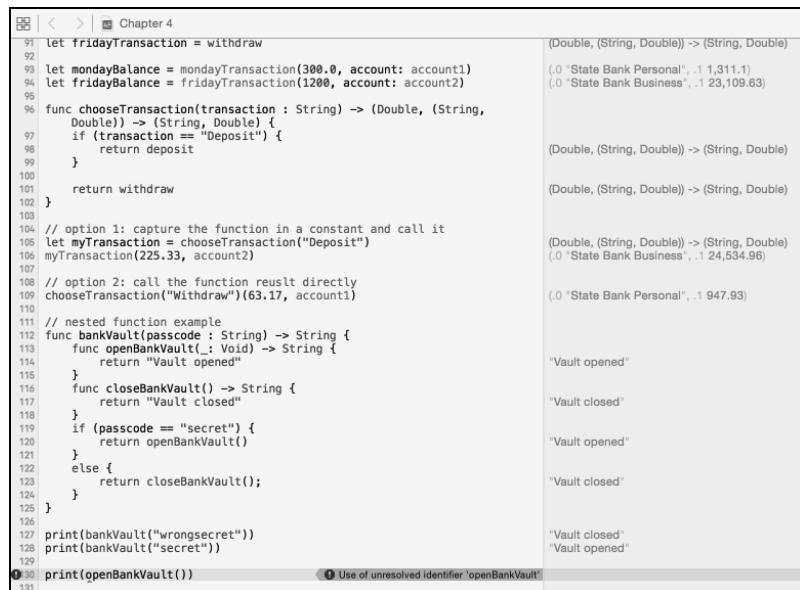 Chapter 4
91 let fridayTransaction = withdraw (Double, (String, Double)) -> (String, Double)
92
93 let mondayBalance = mondayTransaction(300.0, account: account1) (.0 "State Bank Personal", .1 1,311.1)
94 let fridayBalance = fridayTransaction(1200, account: account2) (.0 "State Bank Business", .1 23,109.63)
95
96 func chooseTransaction(transaction : String) -> (Double, (String,
Double)) -> (String, Double) {
97 if (transaction == "Deposit") {
98 return deposit (Double, (String, Double)) -> (String, Double)
99 }
100
101 return withdraw (Double, (String, Double)) -> (String, Double)
102 }
103
104 // option 1: capture the function in a constant and call it
105 let myTransaction = chooseTransaction("Deposit") (Double, (String, Double)) -> (String, Double)
106 myTransaction(225.33, account2) (.0 "State Bank Business", .1 24,534.96)
107
108 // option 2: call the function reuslt directly
109 chooseTransaction("Withdraw")(63.17, account1) (.0 "State Bank Personal", .1 947.93)
110
111 // nested function example
112 func bankVault(passcode : String) -> String {
113 func openBankVault(_: Void) -> String {
114 return "Vault opened" "Vault opened"
115 }
116 func closeBankVault() -> String {
117 return "Vault closed" "Vault closed"
118 }
119 if (passcode == "secret") {
120 return openBankVault() "Vault opened"
121 }
122 else {
123 return closeBankVault(); "Vault closed"
124 }
125 }
126
127 print(bankVault("wrongsecret")) "Vault closed"
128 print(bankVault("secret")) "Vault opened"
129
130 print(openBankVault()) Use of unresolved identifier 'openBankVault'
131